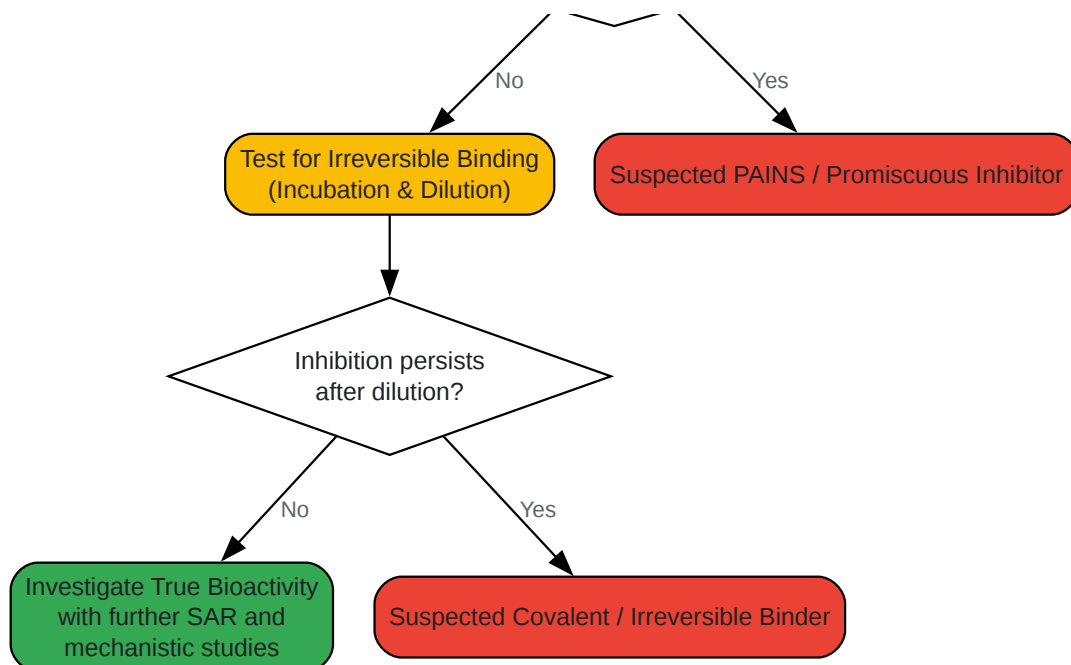 No
Yes
Test for Irreversible Binding
(Incubation & Dilution)
Suspected PAINS / Promiscuous Inhibitor
Inhibition persists
after dilution?
No
Yes
Investigate True Bioactivity
with further SAR and
mechanistic studies
Suspected Covalent / Irreversible Binder